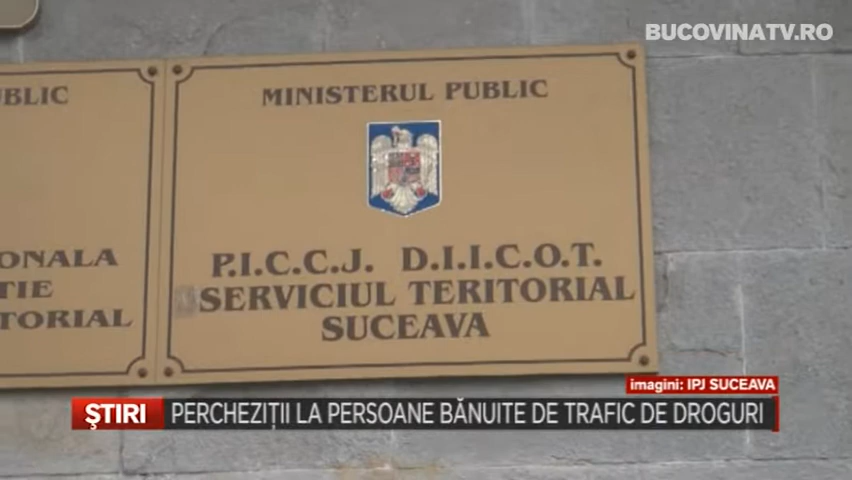 BUCOVINATV.RO
UBLIC
ONALA
TIE
TORIAL
MINISTERUL PUBLIC
P.I.C.C.J. D.I.I.C.O.T.
SERVICIUL TERITORIAL
SUCEAVA
imagini: IPJ SUCEAVA
ŞTIRI PERCHEZIȚII LA PERSOANE BĂNUITE DE TRAFIC DE DROGURI